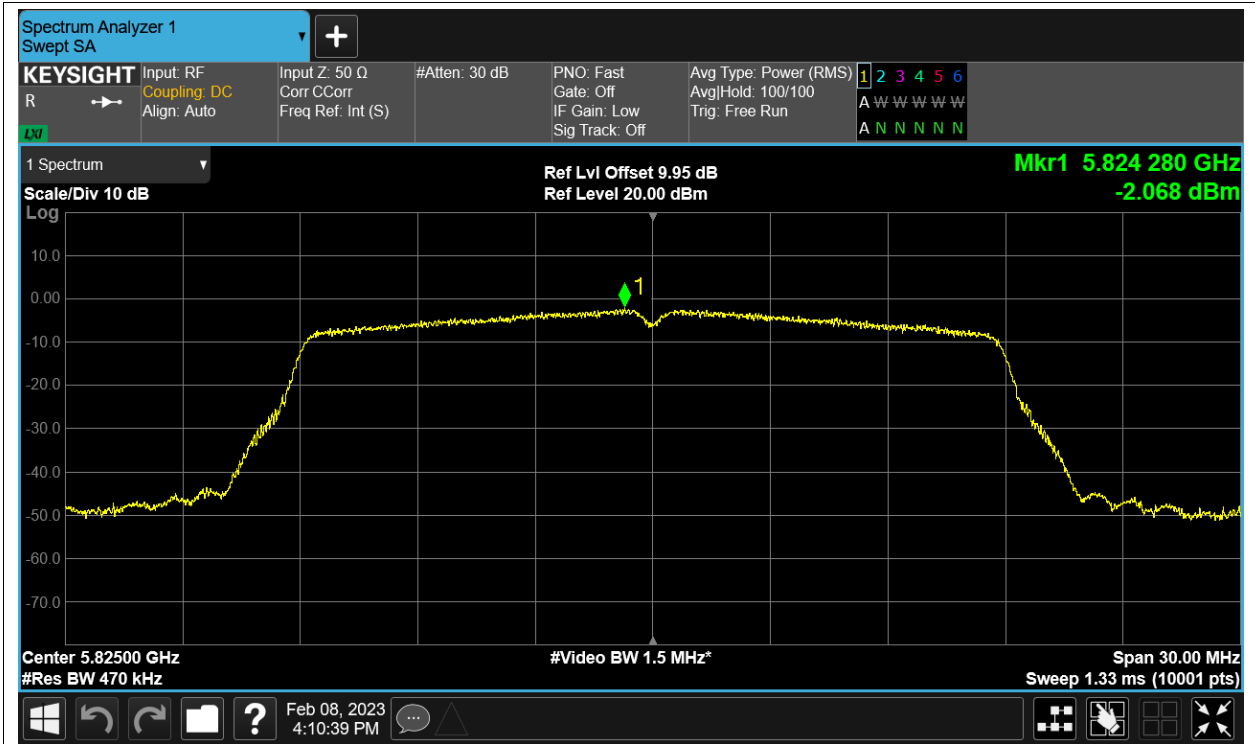 Spectrum Analyzer 1
Swept SA
KEYSIGHT
R
LXI
Input: RF
Coupling: DC
Align: Auto
Input Z: 50 Ω
Corr CCorr
Freq Ref: Int (S)
#Atten: 30 dB
PNO: Fast
Gate: Off
IF Gain: Low
Sig Track: Off
Avg Type: Power (RMS)
Avg|Hold: 100/100
Trig: Free Run
1 2 3 4 5 6
A W W W W W
A N N N N N
1 Spectrum
Scale/Div 10 dB
Log
Ref Lvl Offset 9.95 dB
Ref Level 20.00 dBm
Mkr1 5.824 280 GHz
-2.068 dBm
1
10.0
0.00
-10.0
-20.0
-30.0
-40.0
-50.0
-60.0
-70.0
Center 5.82500 GHz
#Res BW 470 kHz
#Video BW 1.5 MHz*
Span 30.00 MHz
Sweep 1.33 ms (10001 pts)
?
Feb 08, 2023
4:10:39 PM